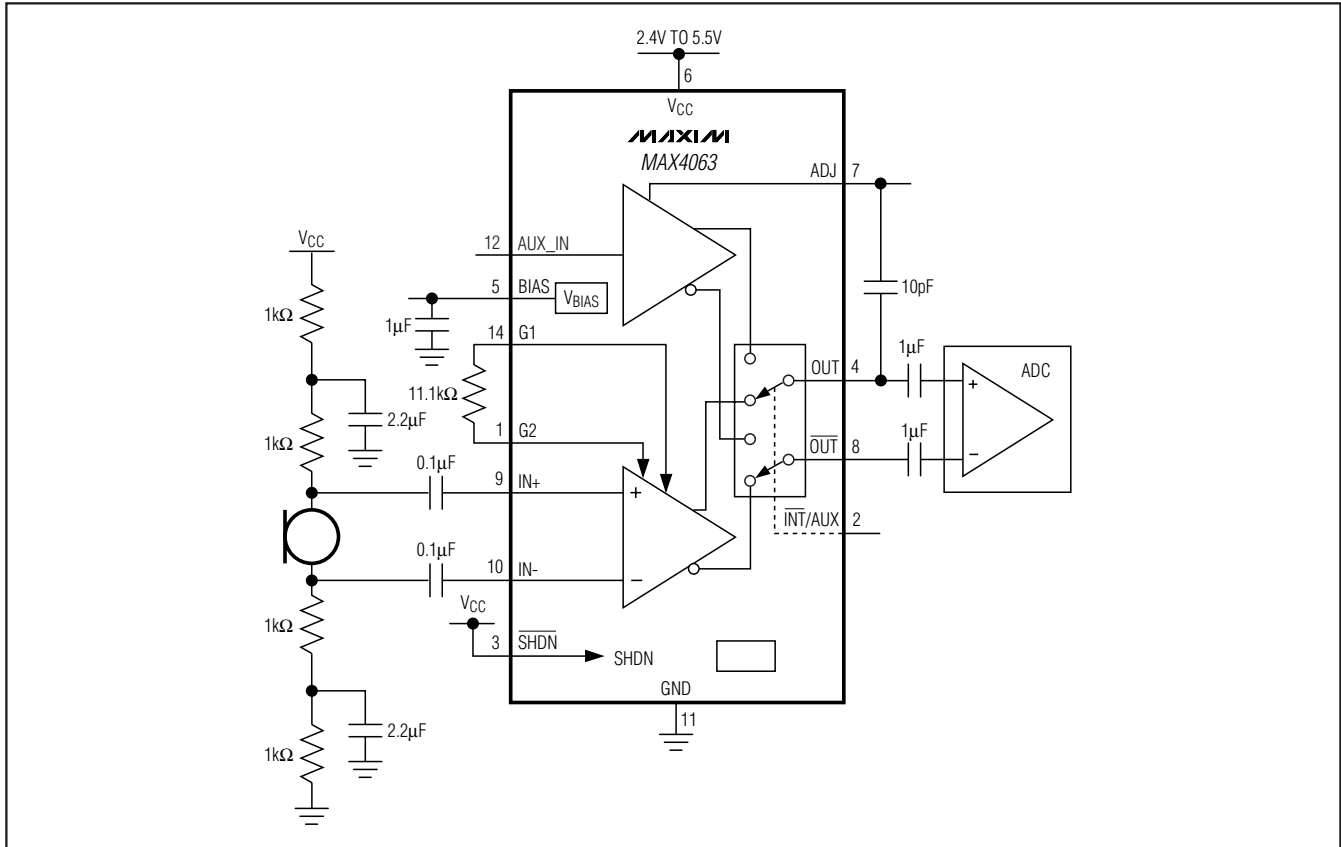 2.4V TO 5.5V
6
VCC
MAXIM
MAX4063
ADJ 7
VCC
12 AUX_IN
5 BIAS VBIAS
10pF
1kΩ
1µF
14 G1
1µF
OUT 4
ADC
11.1kΩ
2.2µF
+
1kΩ
1 G2
1µF
0.1µF
OUT 8
−
9 IN+
+
INT/AUX 2
0.1µF
10 IN-
−
VCC
1kΩ
3 SHDN SHDN
GND
11
2.2µF
1kΩ